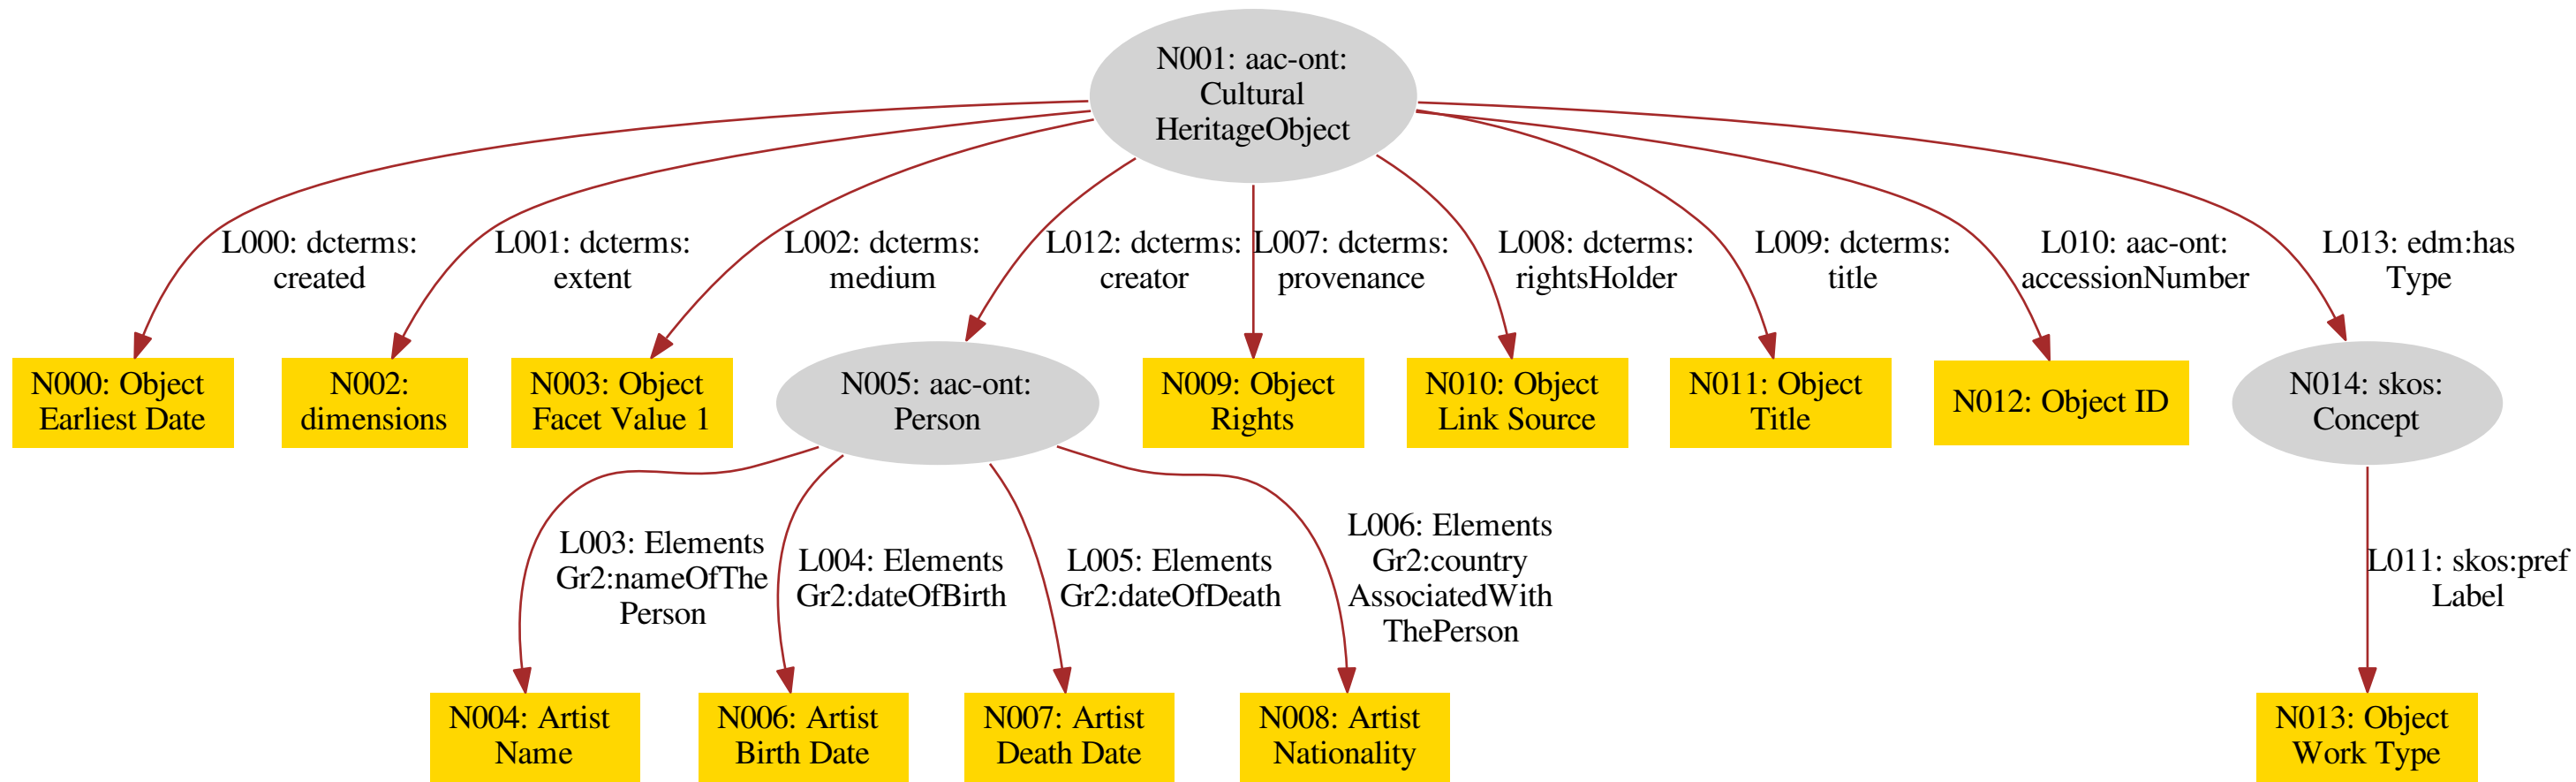 N001: aac-ont:
Cultural
HeritageObject
L000: dcterms:
created
L001: dcterms:
extent
L002: dcterms:
medium
L012: dcterms:
creator
L007: dcterms:
provenance
L008: dcterms:
rightsHolder
L009: dcterms:
title
L010: aac-ont:
accessionNumber
L013: edm:has
Type
N000: Object
Earliest Date
N002:
dimensions
N003: Object
Facet Value 1
N005: aac-ont:
Person
N009: Object
Rights
N010: Object
Link Source
N011: Object
Title
N012: Object ID
N014: skos:
Concept
L003: Elements
Gr2:nameOfThe
Person
L004: Elements
Gr2:dateOfBirth
L005: Elements
Gr2:dateOfDeath
L006: Elements
Gr2:country
AssociatedWith
ThePerson
L011: skos:pref
Label
N004: Artist
Name
N006: Artist
Birth Date
N007: Artist
Death Date
N008: Artist
Nationality
N013: Object
Work Type